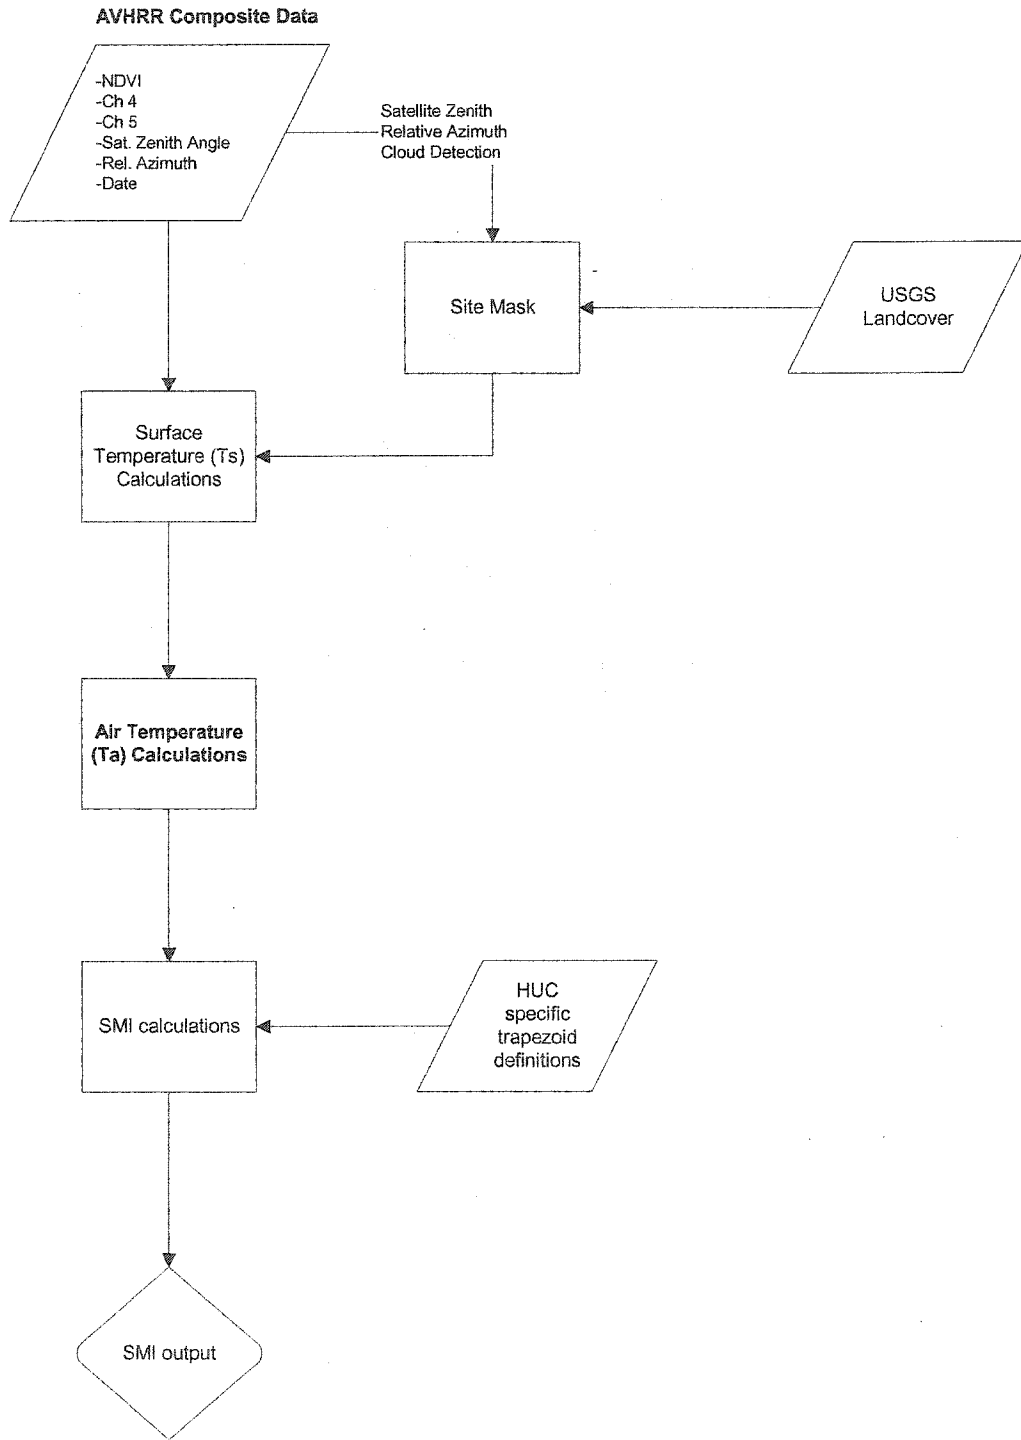 AVHRR Composite Data
-NDVI
-Ch 4
-Ch 5
-Sat. Zenith Angle
-Rel. Azimuth
-Date
Satellite Zenith
Relative Azimuth
Cloud Detection
Site Mask
USGS
Landcover
Surface
Temperature (Ts)
Calculations
Air Temperature
(Ta) Calculations
SMI calculations
HUC
specific
trapezoid
definitions
SMI output